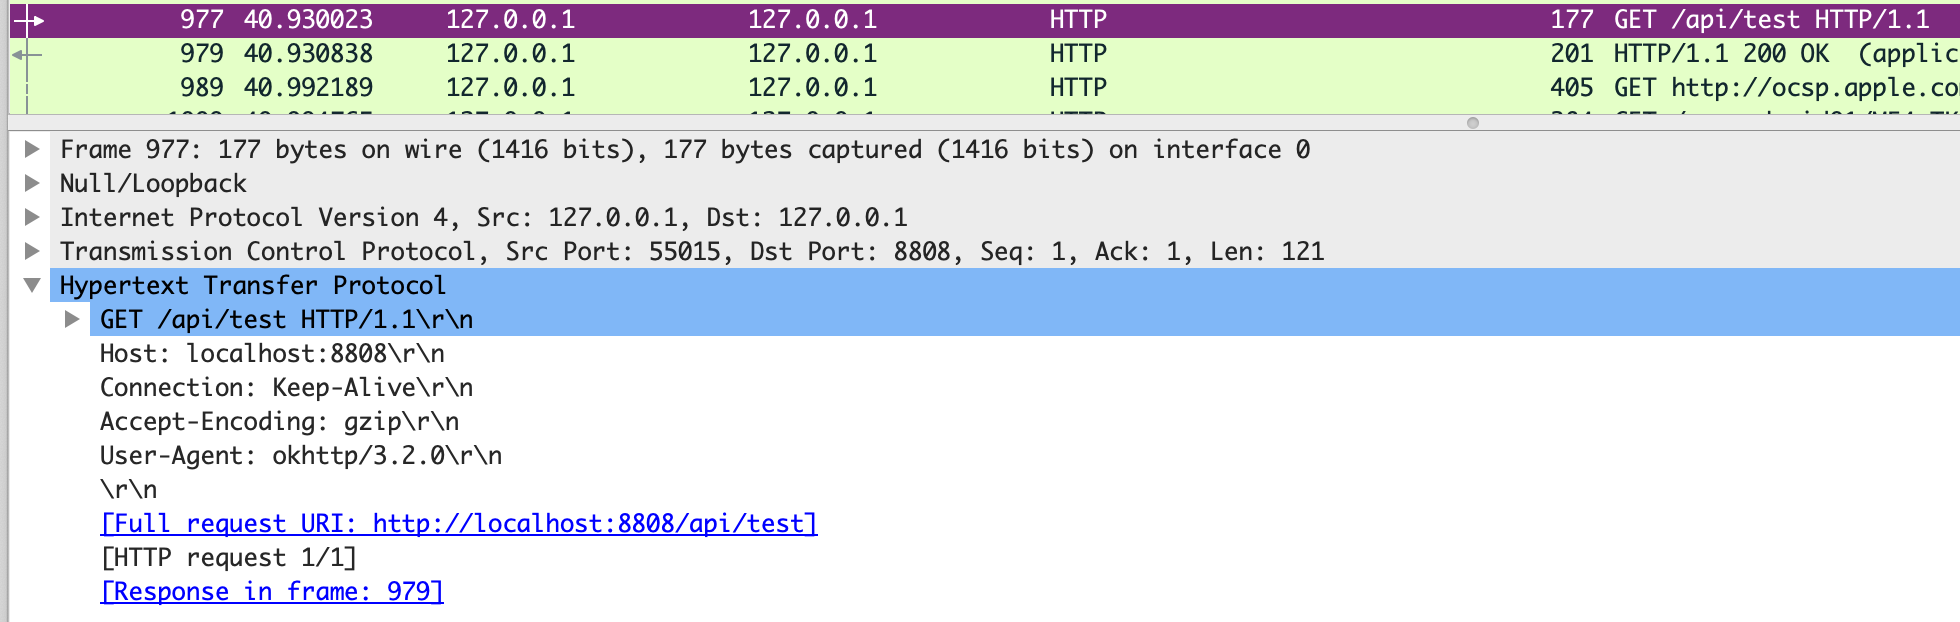 977 40.930023 127.0.0.1 127.0.0.1 HTTP 177 GET /api/test HTTP/1.1
979 40.930838 127.0.0.1 127.0.0.1 HTTP 201 HTTP/1.1 200 OK (applic
989 40.992189 127.0.0.1 127.0.0.1 HTTP 405 GET http://ocsp.apple.co
Frame 977: 177 bytes on wire (1416 bits), 177 bytes captured (1416 bits) on interface 0
Null/Loopback
Internet Protocol Version 4, Src: 127.0.0.1, Dst: 127.0.0.1
Transmission Control Protocol, Src Port: 55015, Dst Port: 8808, Seq: 1, Ack: 1, Len: 121
Hypertext Transfer Protocol
GET /api/test HTTP/1.1\r\n
Host: localhost:8808\r\n
Connection: Keep-Alive\r\n
Accept-Encoding: gzip\r\n
User-Agent: okhttp/3.2.0\r\n
\r\n
[Full request URI: http://localhost:8808/api/test]
[HTTP request 1/1]
[Response in frame: 979]